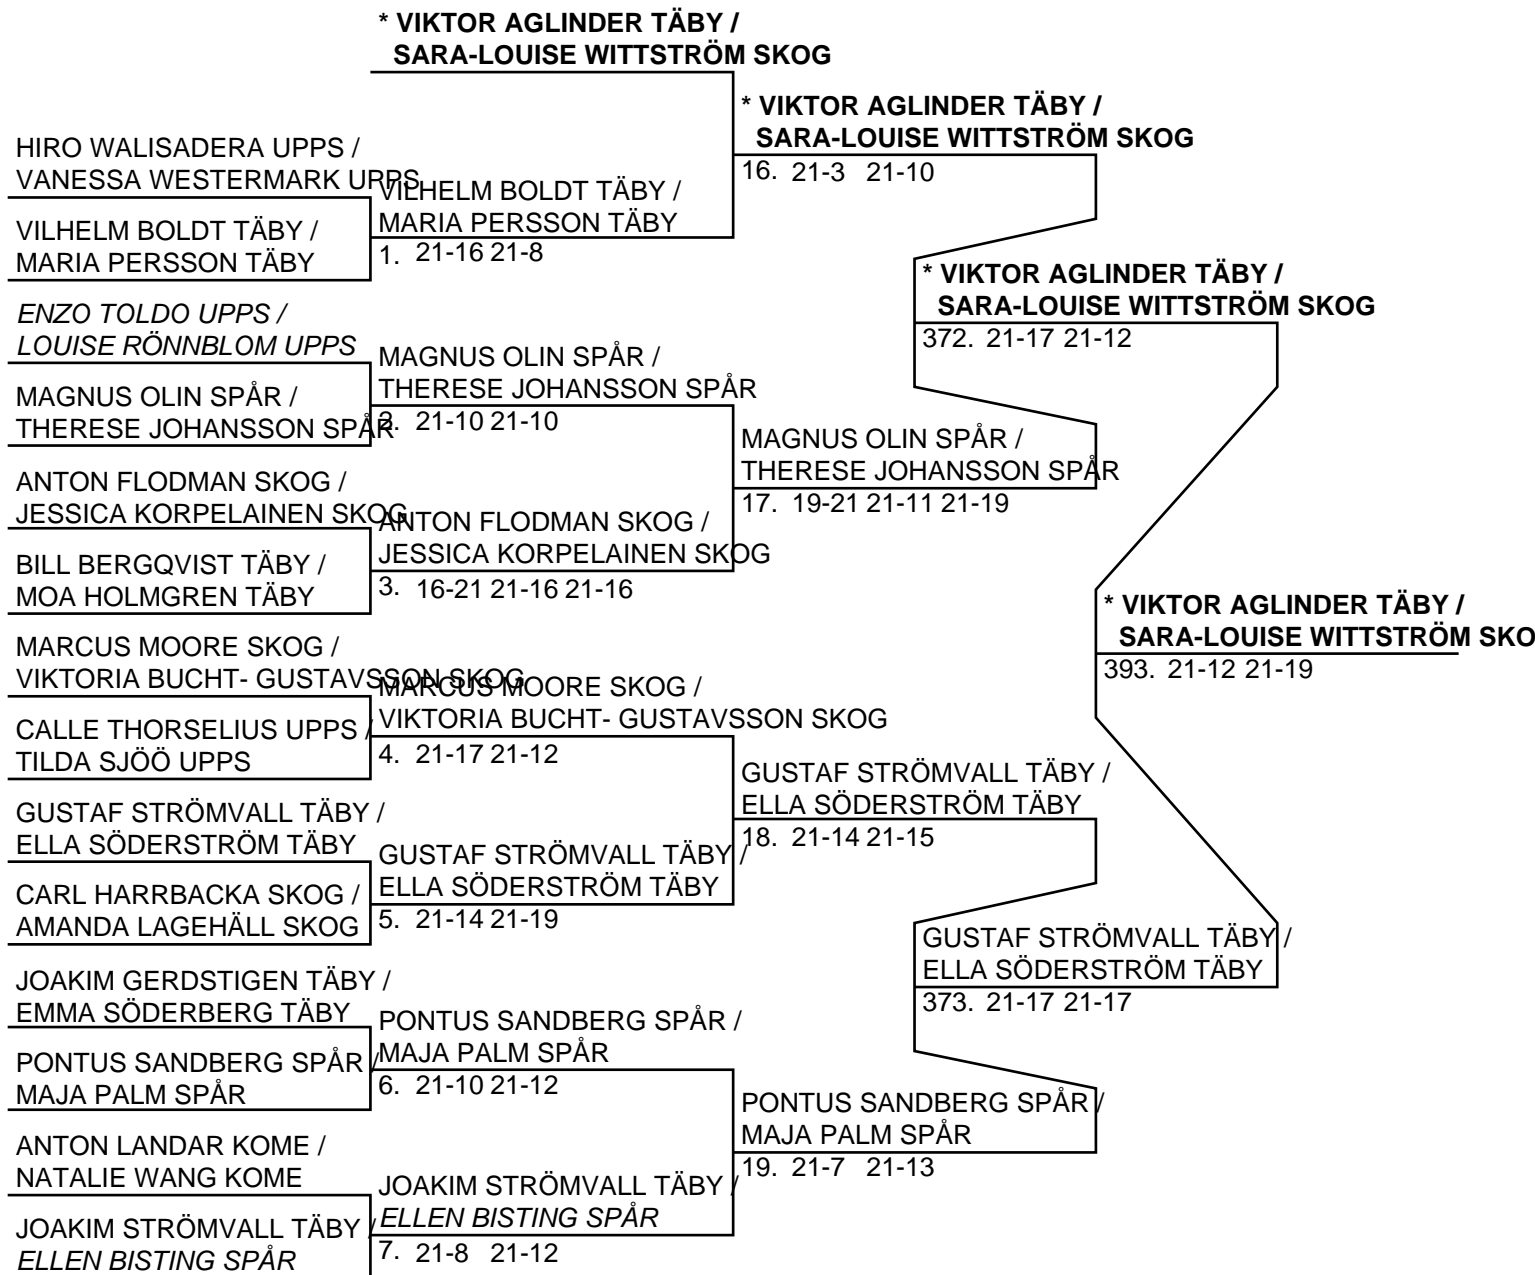 * VIKTOR AGLINDER TÄBY /
SARA-LOUISE WITTSTRÖM SKOG
HIRO WALISADERA UPPS /
VANESSA WESTERMARK UPPS
VILHELM BOLDT TÄBY /
MARIA PERSSON TÄBY
ENZO TOLDO UPPS /
LOUISE RÖNNBLOM UPPS
MAGNUS OLIN SPÅR /
THERESE JOHANSSON SPÅR
ANTON FLODMAN SKOG /
JESSICA KORPELAINEN SKOG
BILL BERGQVIST TÄBY /
MOA HOLMGREN TÄBY
MARCUS MOORE SKOG /
VIKTORIA BUCHT- GUSTAVSSON SKOG
CALLE THORSELIUS UPPS /
TILDA SJÖÖ UPPS
GUSTAF STRÖMVALL TÄBY /
ELLA SÖDERSTRÖM TÄBY
CARL HARRBACKA SKOG /
AMANDA LAGEHÄLL SKOG
JOAKIM GERDSTIGEN TÄBY /
EMMA SÖDERBERG TÄBY
PONTUS SANDBERG SPÅR /
MAJA PALM SPÅR
ANTON LANDAR KOME /
NATALIE WANG KOME
JOAKIM STRÖMVALL TÄBY /
ELLEN BISTING SPÅR
VILHELM BOLDT TÄBY /
MARIA PERSSON TÄBY
1. 21-16 21-8
MAGNUS OLIN SPÅR /
THERESE JOHANSSON SPÅR
2. 21-10 21-10
ANTON FLODMAN SKOG /
JESSICA KORPELAINEN SKOG
3. 16-21 21-16 21-16
MARCUS MOORE SKOG /
VIKTORIA BUCHT- GUSTAVSSON SKOG
4. 21-17 21-12
GUSTAF STRÖMVALL TÄBY /
ELLA SÖDERSTRÖM TÄBY
5. 21-14 21-19
PONTUS SANDBERG SPÅR /
MAJA PALM SPÅR
6. 21-10 21-12
JOAKIM STRÖMVALL TÄBY /
ELLEN BISTING SPÅR
7. 21-8 21-12
* VIKTOR AGLINDER TÄBY /
SARA-LOUISE WITTSTRÖM SKOG
16. 21-3 21-10
MAGNUS OLIN SPÅR /
THERESE JOHANSSON SPÅR
17. 19-21 21-11 21-19
GUSTAF STRÖMVALL TÄBY /
ELLA SÖDERSTRÖM TÄBY
18. 21-14 21-15
PONTUS SANDBERG SPÅR /
MAJA PALM SPÅR
19. 21-7 21-13
* VIKTOR AGLINDER TÄBY /
SARA-LOUISE WITTSTRÖM SKOG
372. 21-17 21-12
GUSTAF STRÖMVALL TÄBY /
ELLA SÖDERSTRÖM TÄBY
373. 21-17 21-17
* VIKTOR AGLINDER TÄBY /
SARA-LOUISE WITTSTRÖM SKO
393. 21-12 21-19